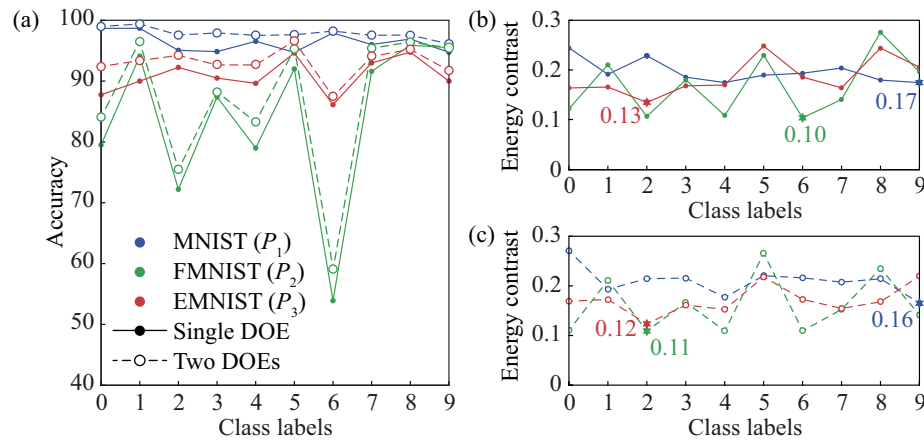 (a)
100
90
80
70
60
50
40
Accuracy
MNIST (P1)
FMNIST (P2)
EMNIST (P3)
Single DOE
Two DOEs
0 1 2 3 4 5 6 7 8 9
Class labels
(b)
0.3
0.2
0.1
0
Energy contrast
0.13
0.10
0.17
0 1 2 3 4 5 6 7 8 9
Class labels
(c)
0.3
0.2
0.1
0
Energy contrast
0.12
0.11
0.16
0 1 2 3 4 5 6 7 8 9
Class labels